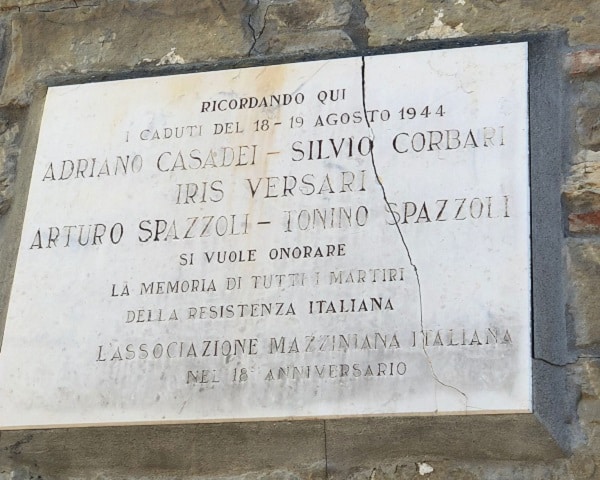 RICORDANDO QUI
I CADUTI DEL 18-19 AGOSTO 1944
ADRIANO CASADEI - SILVIO CORBARI
IRIS VERSARI
ARTURO SPAZZOLI - TONINO SPAZZOLI
SI VUOLE ONORARE
LA MEMORIA DI TUTTI I MARTIRI
DELLA RESISTENZA ITALIANA
L'ASSOCIAZIONE MAZZINIANA ITALIANA
NEL 18° ANNIVERSARIO